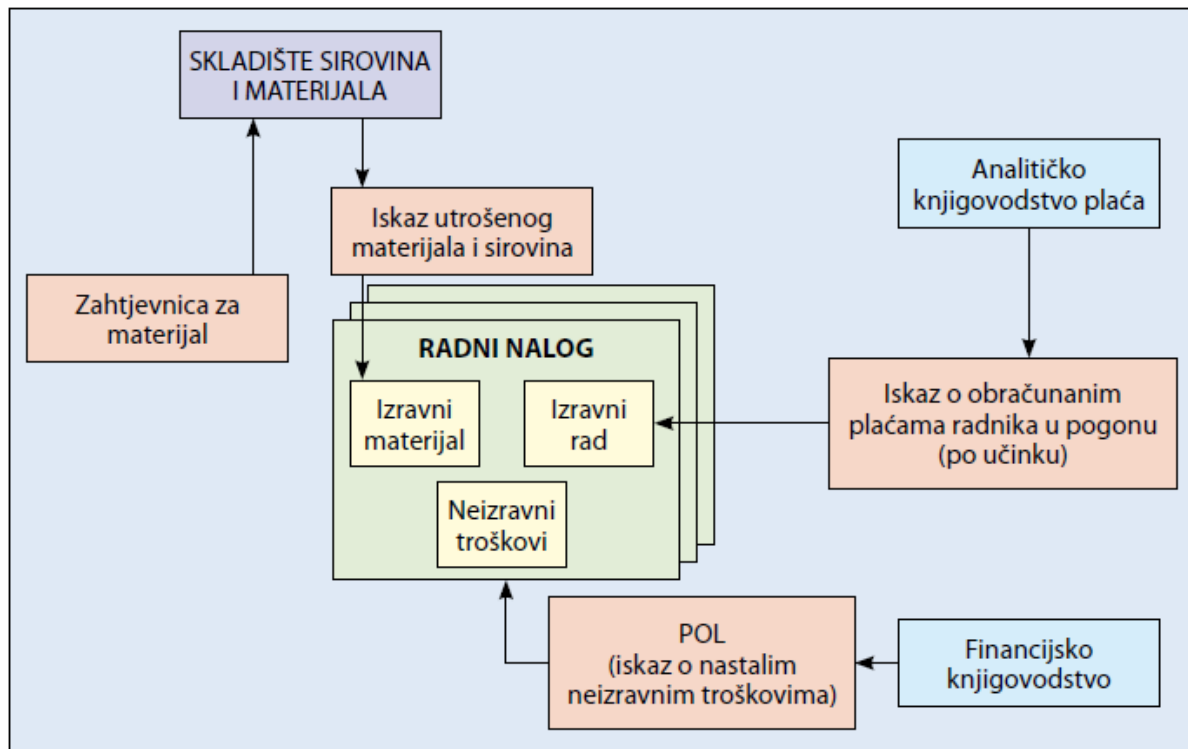 SKLADIŠTE SIROVINA
I MATERIJALA
Iskaz utrošenog
materijala i sirovina
Zahtjevnica za
materijal
Analitičko
knjigovodstvo plaća
RADNI NALOG
Izravni
materijal
Izravni
rad
Neizravni
troškovi
Iskaz o obračunanim
plaćama radnika u pogonu
(po učinku)
POL
(iskaz o nastalim
neizravnim troškovima)
Financijsko
knjigovodstvo